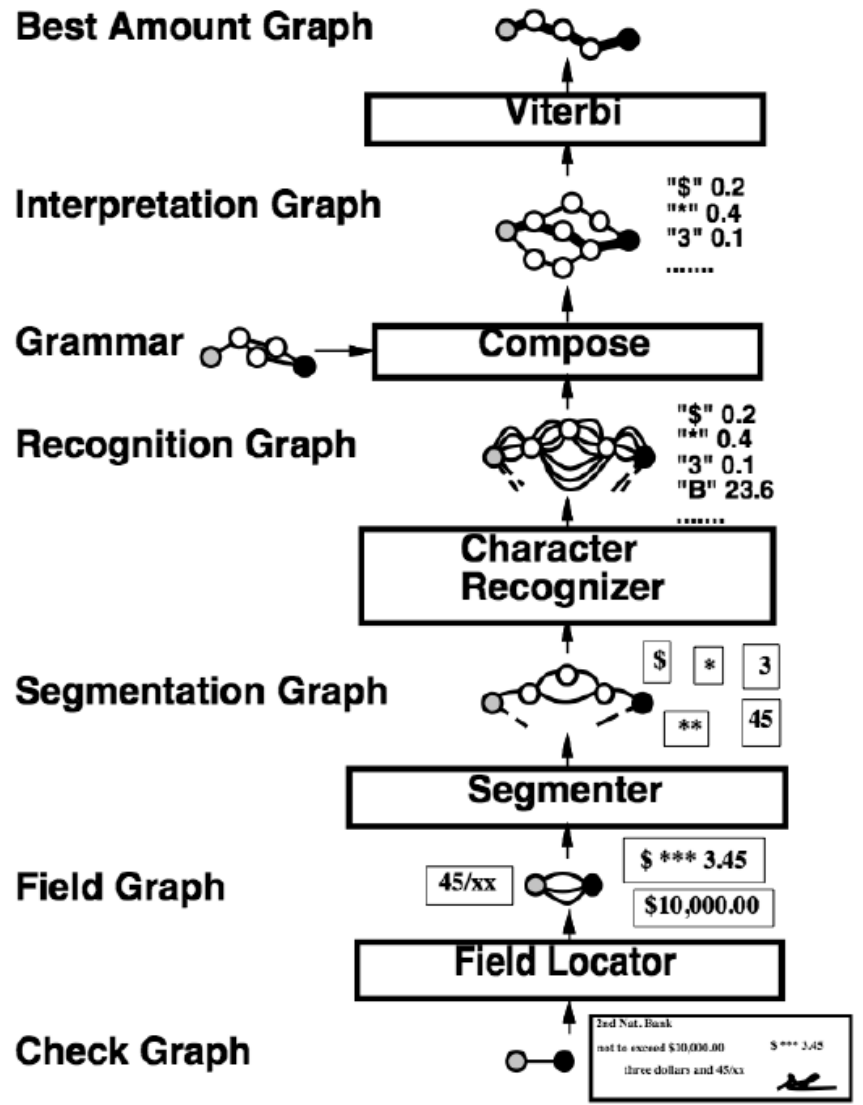 Best Amount Graph
Viterbi
Interpretation Graph
"$" 0.2
"*" 0.4
"3" 0.1
.......
Grammar
Compose
Recognition Graph
"$" 0.2
"*" 0.4
"3" 0.1
"B" 23.6
.......
Character
Recognizer
Segmentation Graph
$ * 3
** 45
Segmenter
Field Graph
45/xx
$ *** 3.45
$10,000.00
Field Locator
Check Graph
2nd Nat. Bank
not to exceed $10,000.00 $ *** 3.45
three dollars and 45/xx